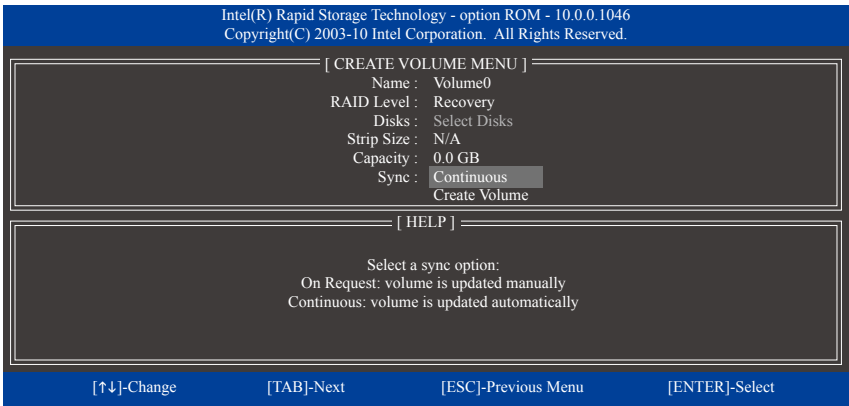 Intel(R) Rapid Storage Technology - option ROM - 10.0.0.1046
Copyright(C) 2003-10 Intel Corporation.  All Rights Reserved.
[ CREATE VOLUME MENU ]
Name :  Volume0
RAID Level :  Recovery
Disks :  Select Disks
Strip Size :  N/A
Capacity :  0.0 GB
Sync :  Continuous
Create Volume
[ HELP ]
Select a sync option:
On Request: volume is updated manually
Continuous: volume is updated automatically
[↑↓]-Change  [TAB]-Next  [ESC]-Previous Menu  [ENTER]-Select